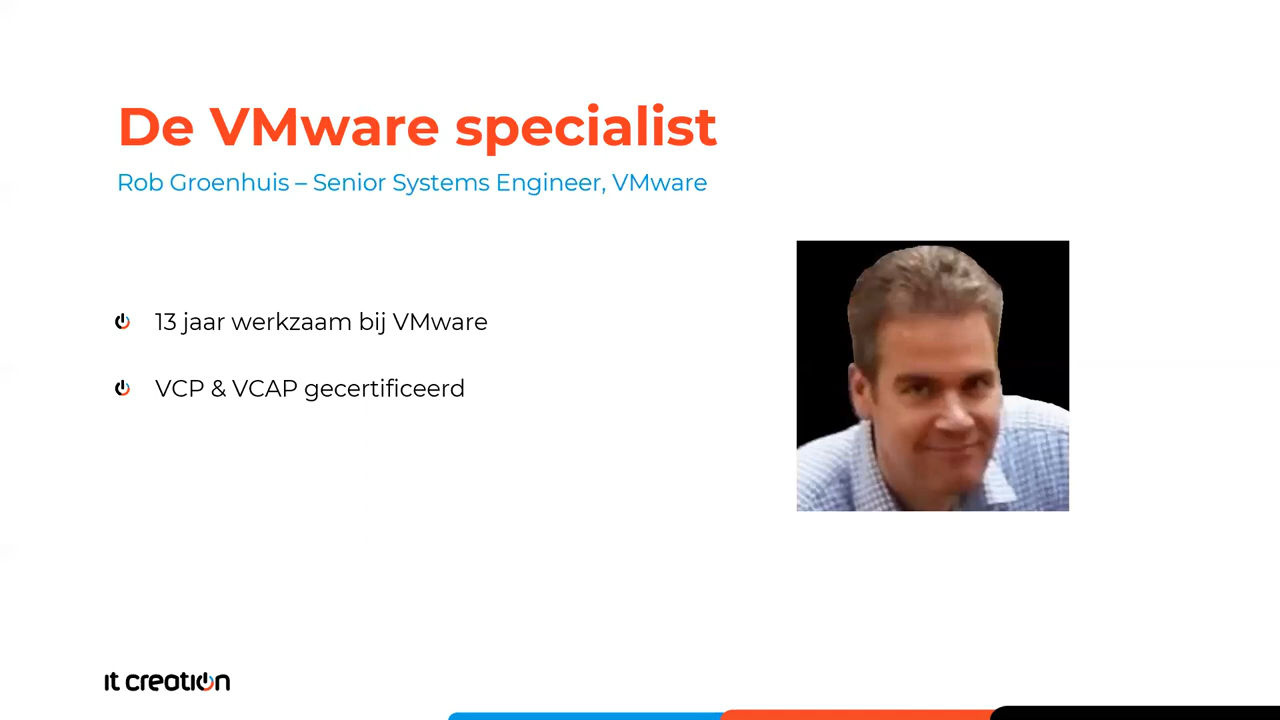 De VMware specialist
Rob Groenhuis – Senior Systems Engineer, VMware
13 jaar werkzaam bij VMware
VCP & VCAP gecertificeerd
it creation